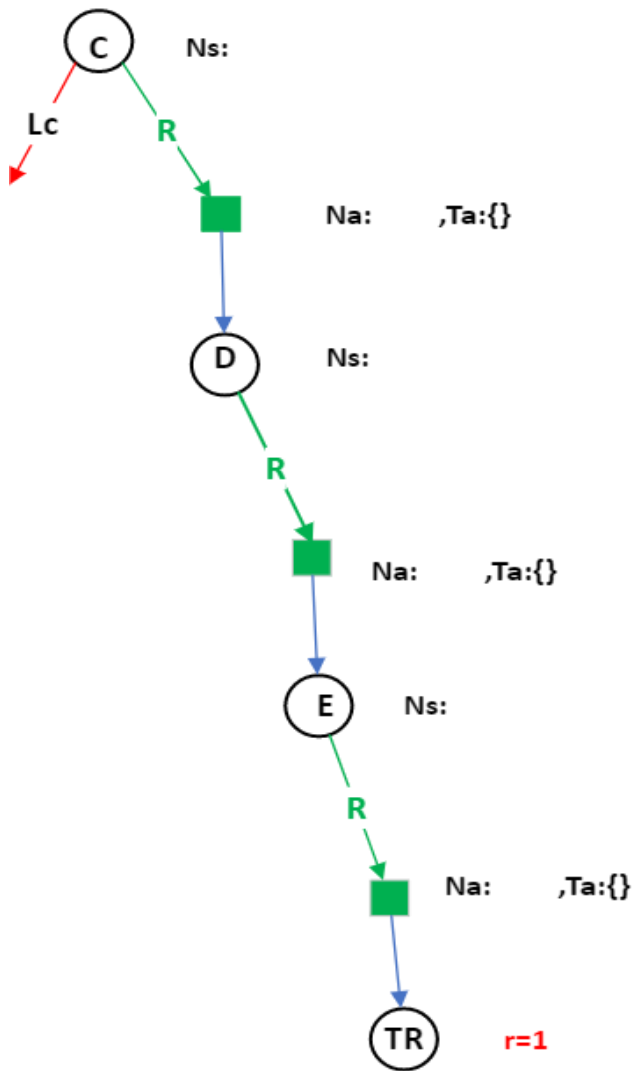 C Ns:
Lc R
Na: ,Ta:{}
D Ns:
R
Na: ,Ta:{}
E Ns:
R
Na: ,Ta:{}
TR r=1